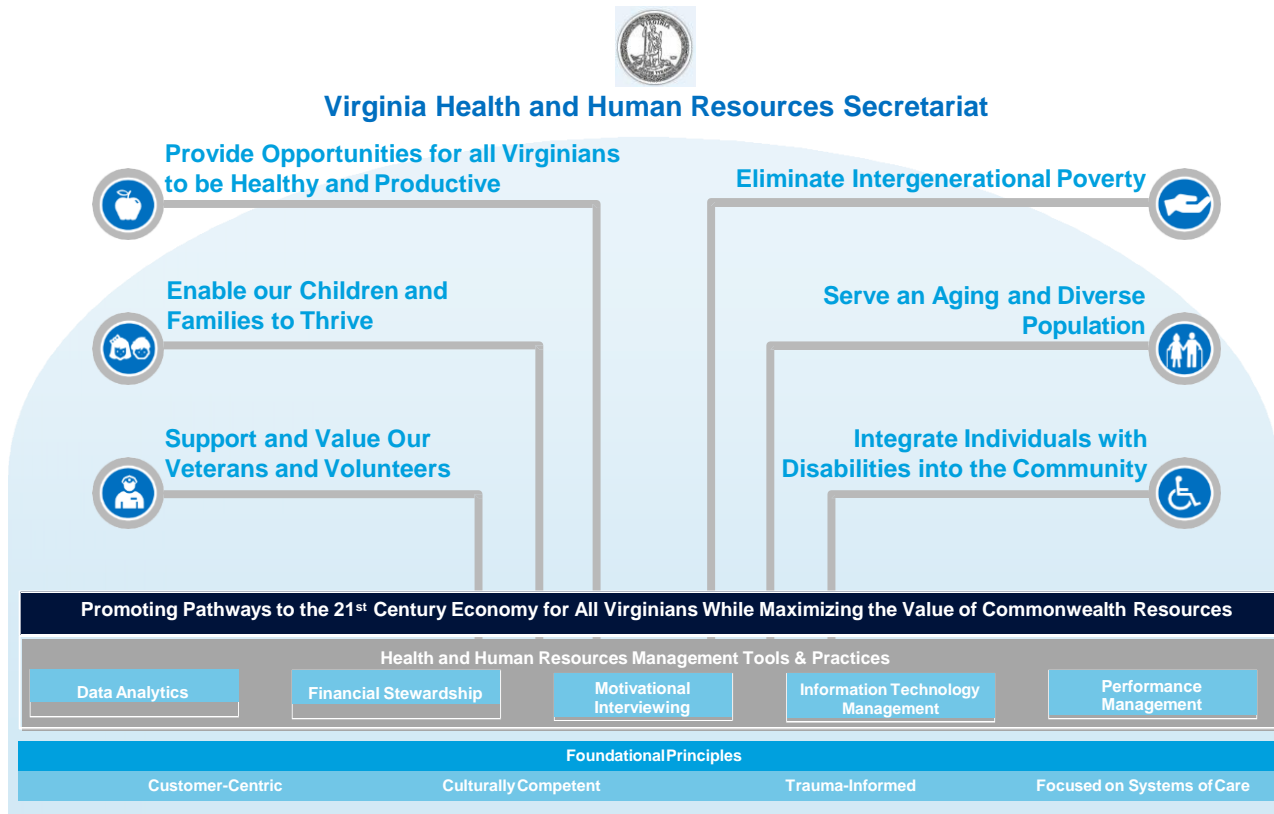 VIRGINIA
Virginia Health and Human Resources Secretariat
Provide Opportunities for all Virginians
to be Healthy and Productive
Eliminate Intergenerational Poverty
Enable our Children and
Families to Thrive
Serve an Aging and Diverse
Population
Support and Value Our
Veterans and Volunteers
Integrate Individuals with
Disabilities into the Community
Promoting Pathways to the 21st Century Economy for All Virginians While Maximizing the Value of Commonwealth Resources
Health and Human Resources Management Tools & Practices
Data Analytics
Financial Stewardship
Motivational
Interviewing
Information Technology
Management
Performance
Management
Foundational Principles
Customer-Centric
Culturally Competent
Trauma-Informed
Focused on Systems of Care